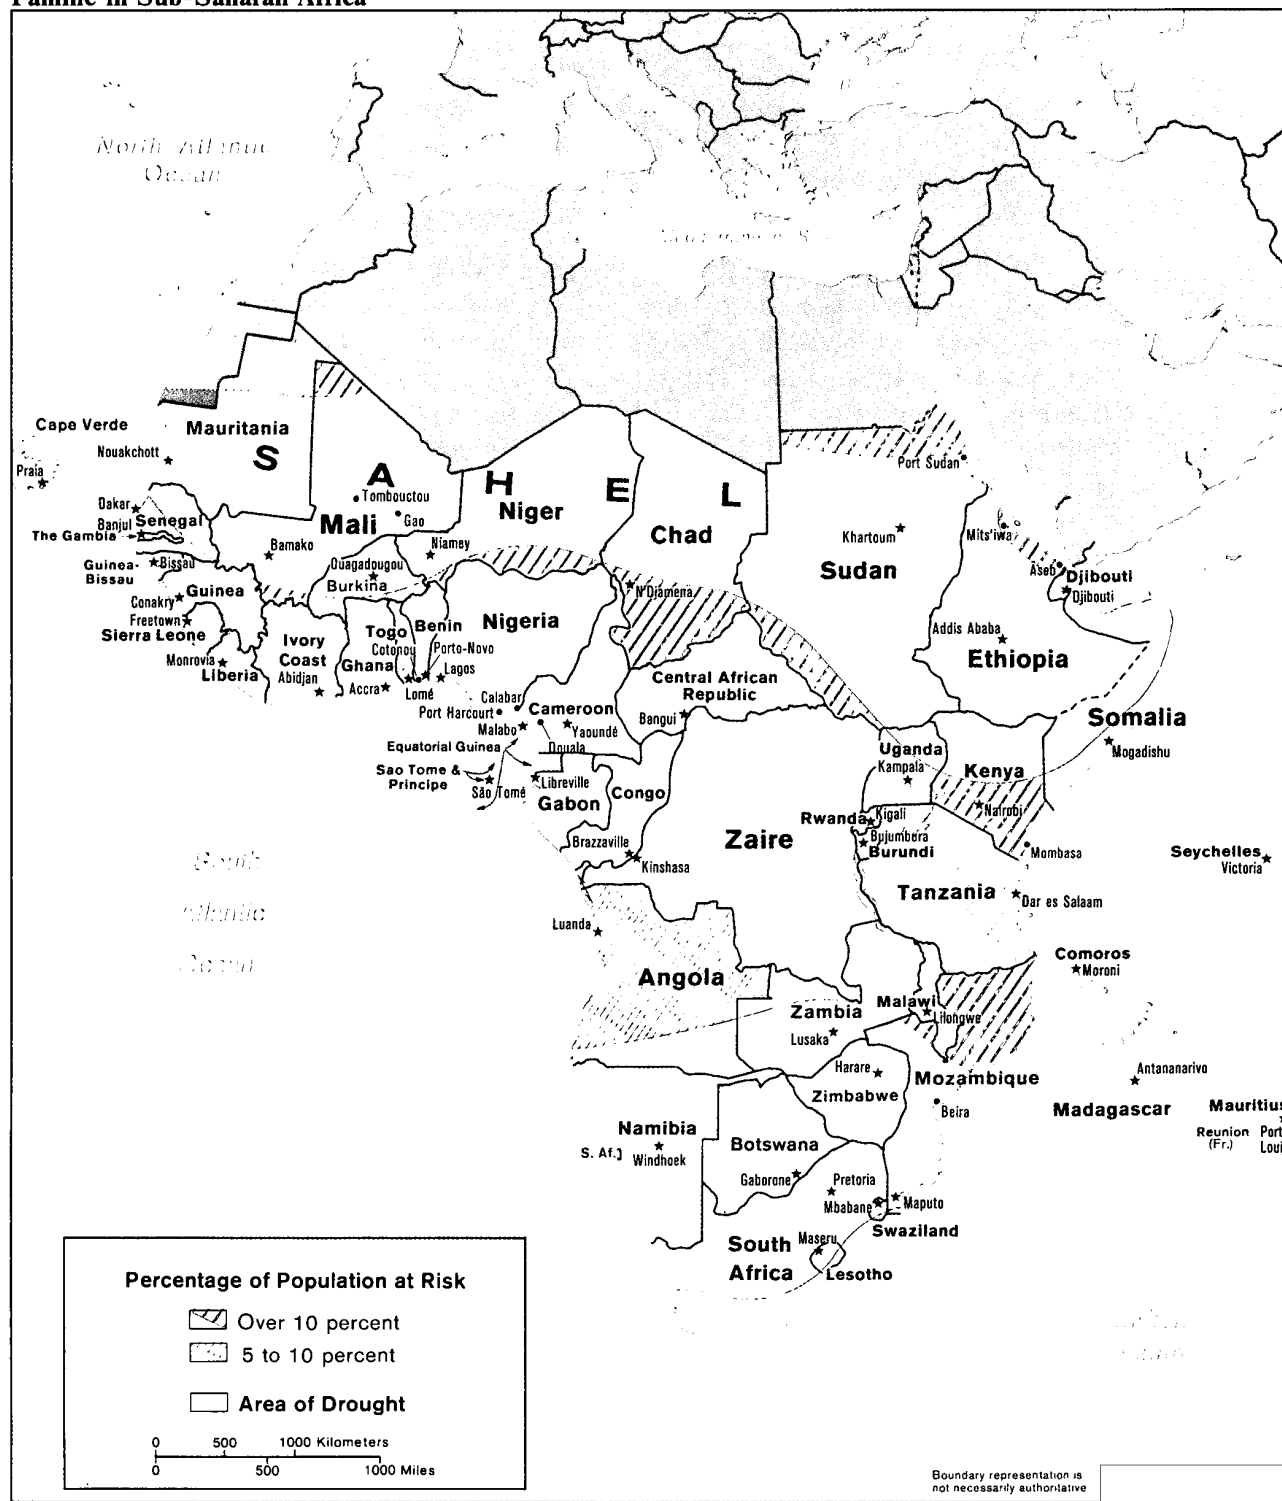 Famine in Sub-Saharan Africa
North Atlantic
Ocean
Cape Verde
Praia
Mauritania
Nouakchott
S A H E L
Dakar
Banjul
Senegal
The Gambia
Guinea-
Bissau
Bissau
Mali
Tombouctou
Gao
Bamako
Niger
Niamey
Ouagadougou
Burkina
Chad
N'Djamena
Sudan
Port Sudan
Khartoum
Mits'iwa
Aseb
Djibouti
Djibouti
Conakry
Guinea
Freetown
Sierra Leone
Monrovia
Liberia
Ivory
Coast
Abidjan
Ghana
Accra
Togo
Cotonou
Lomé
Benin
Porto-Novo
Lagos
Nigeria
Calabar
Port Harcourt
Malabo
Cameroon
Yaoundé
Douala
Central African
Republic
Bangui
Addis Ababa
Ethiopia
Somalia
Mogadishu
Equatorial Guinea
Sao Tome &
Principe
São Tomé
Libreville
Gabon
Congo
Brazzaville
Kinshasa
Zaire
Uganda
Kampala
Kenya
Nairobi
Mombasa
Rwanda
Kigali
Bujumbura
Burundi
Tanzania
Dar es Salaam
Seychelles
Victoria
South
Atlantic
Ocean
Luanda
Angola
Zambia
Lusaka
Malawi
Lilongwe
Comoros
Moroni
Harare
Zimbabwe
Mozambique
Beira
Antananarivo
Madagascar
Mauritius
Port
Loui
Reunion
(Fr.)
Namibia
S. Af.]
Windhoek
Botswana
Gaborone
Pretoria
Mbabane
Maputo
Swaziland
South
Africa
Maseru
Lesotho
Percentage of Population at Risk
Over 10 percent
5 to 10 percent
Area of Drought
0 500 1000 Kilometers
0 500 1000 Miles
Boundary representation is
not necessarily authoritative